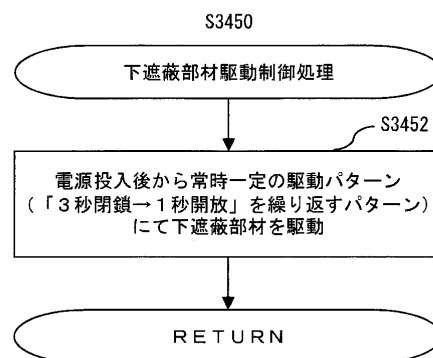 S3450
下遮蔽部材駆動制御処理
S3452
電源投入後から常時一定の駆動パターン
(「3秒閉鎖→1秒開放」を繰り返すパターン)
にて下遮蔽部材を駆動
RETURN